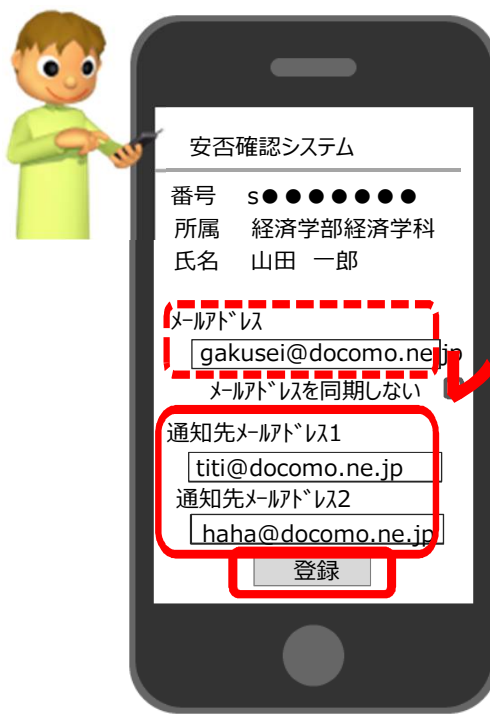 安否確認システム
番号 s●●●●●●●
所属 経済学部経済学科
氏名 山田 一郎
メールアドレス
gakusei@docomo.ne.jp
メールアドレスを同期しない
通知先メールアドレス1
titi@docomo.ne.jp
通知先メールアドレス2
haha@docomo.ne.jp
登録